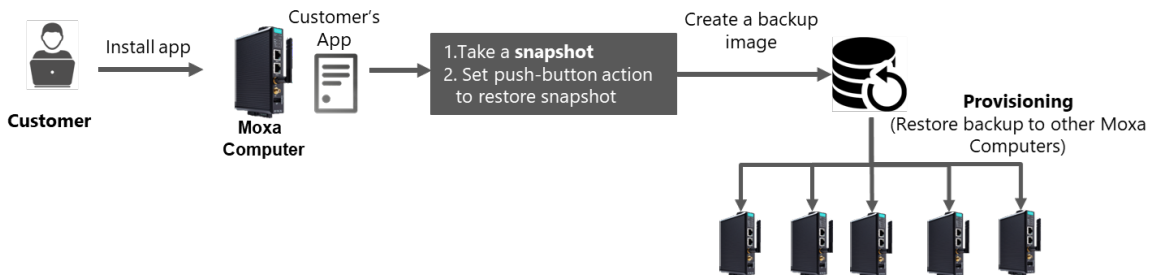 Install app
Customer
Customer's
App
Moxa
Computer
1.Take a snapshot
2. Set push-button action
to restore snapshot
Create a backup
image
Provisioning
(Restore backup to other Moxa
Computers)